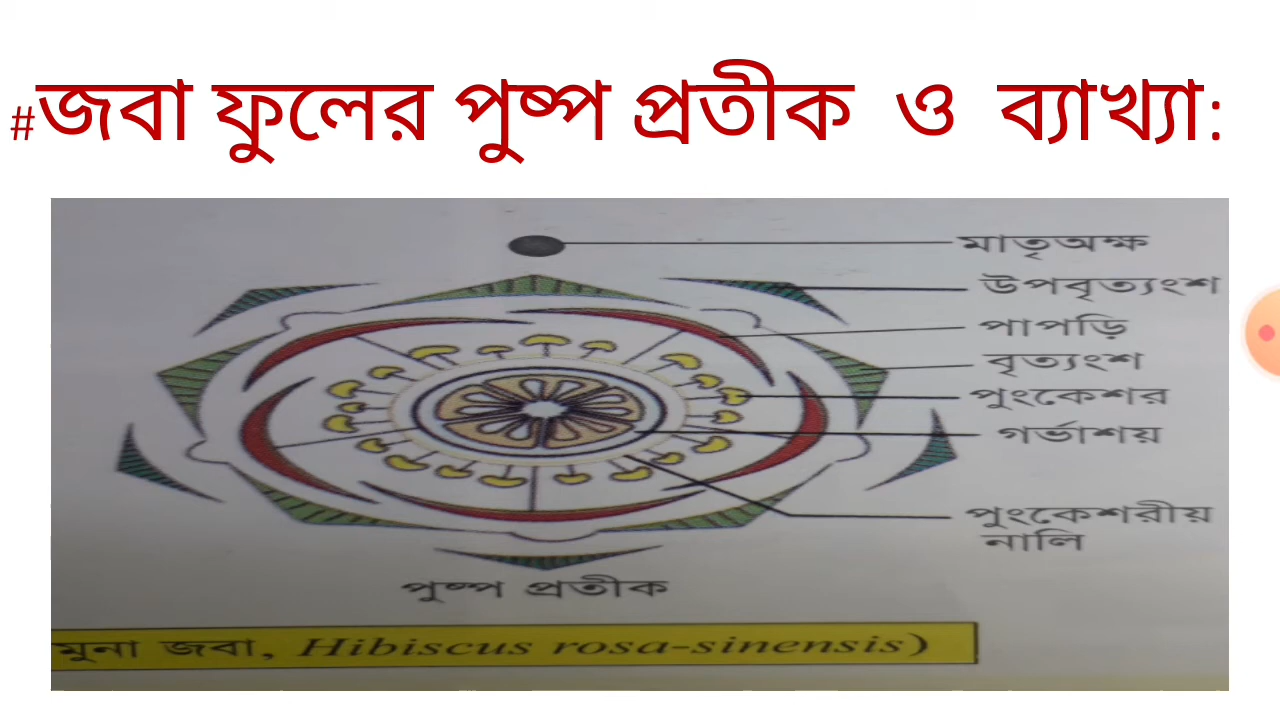 #জবা ফুলের পুষ্প প্রতীক ও ব্যাখ্যা:
মাতৃঅক্ষ
উপবৃত্যংশ
পাপড়ি
বৃত্যংশ
পুংকেশর
গর্ভাশয়
পুংকেশরীয়
নালি
পুষ্প প্রতীক
মুনা জবা, Hibiscus rosa-sinensis)